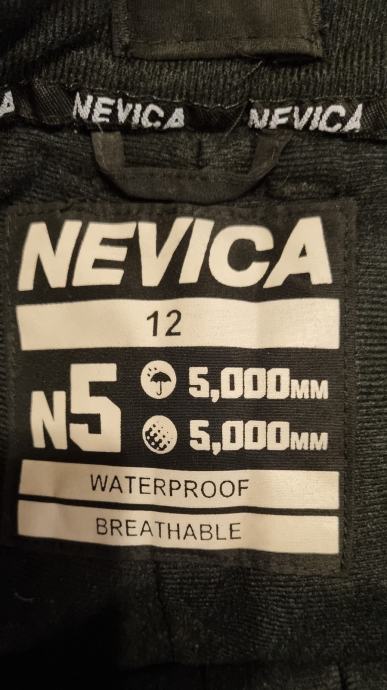 NEVICA NEVICA
NEVICA
12
N5
5,000MM
5,000MM
WATERPROOF
BREATHABLE